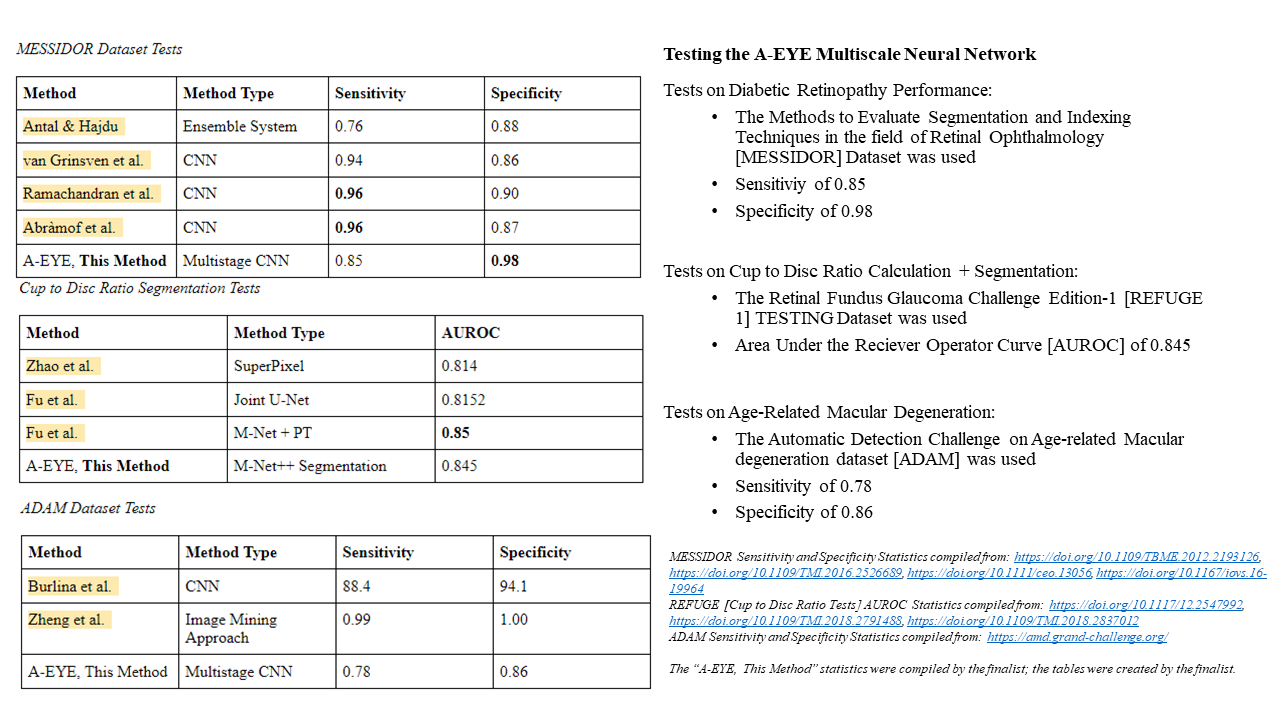 MESSIDOR Dataset Tests
Method Method Type Sensitivity Specificity
Antal & Hajdu Ensemble System 0.76 0.88
van Grinsven et al. CNN 0.94 0.86
Ramachandran et al. CNN 0.96 0.90
Abràmof et al. CNN 0.96 0.87
A-EYE, This Method Multistage CNN 0.85 0.98
Cup to Disc Ratio Segmentation Tests
Method Method Type AUROC
Zhao et al. SuperPixel 0.814
Fu et al. Joint U-Net 0.8152
Fu et al. M-Net + PT 0.85
A-EYE, This Method M-Net++ Segmentation 0.845
ADAM Dataset Tests
Method Method Type Sensitivity Specificity
Burlina et al. CNN 88.4 94.1
Zheng et al. Image Mining 0.99 1.00
Approach
A-EYE, This Method Multistage CNN 0.78 0.86
Testing the A-EYE Multiscale Neural Network
Tests on Diabetic Retinopathy Performance:
• The Methods to Evaluate Segmentation and Indexing
Techniques in the field of Retinal Ophthalmology
[MESSIDOR] Dataset was used
• Sensitiviy of 0.85
• Specificity of 0.98
Tests on Cup to Disc Ratio Calculation + Segmentation:
• The Retinal Fundus Glaucoma Challenge Edition-1 [REFUGE
1] TESTING Dataset was used
• Area Under the Reciever Operator Curve [AUROC] of 0.845
Tests on Age-Related Macular Degeneration:
• The Automatic Detection Challenge on Age-related Macular
degeneration dataset [ADAM] was used
• Sensitivity of 0.78
• Specificity of 0.86
MESSIDOR Sensitivity and Specificity Statistics compiled from: https://doi.org/10.1109/TBME.2012.2193126,
https://doi.org/10.1109/TMI.2016.2526689, https://doi.org/10.1111/ceo.13056, https://doi.org/10.1167/iovs.16-
19964
REFUGE [Cup to Disc Ratio Tests] AUROC Statistics compiled from: https://doi.org/10.1117/12.2547992,
https://doi.org/10.1109/TMI.2018.2791488, https://doi.org/10.1109/TMI.2018.2837012
ADAM Sensitivity and Specificity Statistics compiled from: https://amd.grand-challenge.org/
The “A-EYE, This Method” statistics were compiled by the finalist; the tables were created by the finalist.